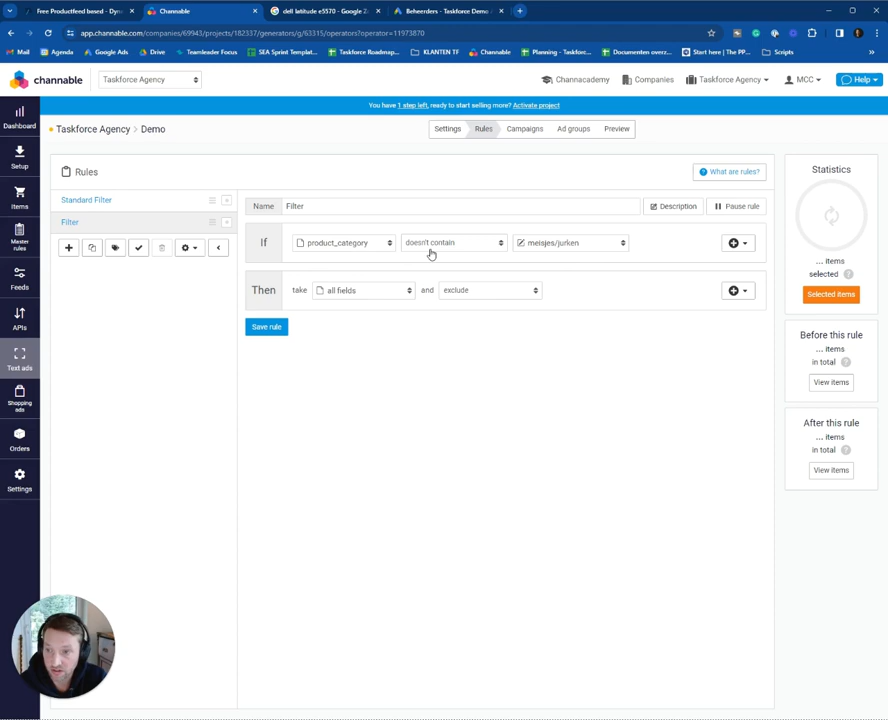 Free Productfeed based - Dyn
Channable
dell latitude e5570 - Google Z
Beheerders - Taskforce Demo
app.channable.com/companies/69943/projects/182337/generators/g/63315/operators?operator=11973870
Mail
Agenda
Google Ads
Drive
Teamleader Focus
SEA Sprint Templat...
Taskforce Roadmap...
KLANTEN TF
Channable
Planning - Taskforc...
Documenten overz...
Start here | The PP...
Scripts
channable
Taskforce Agency
Channacademy
Companies
Taskforce Agency
MCC
Help
You have 1 step left, ready to start selling more? Activate project
Dashboard
Setup
Items
Master rules
Feeds
APIs
Text ads
Shopping ads
Orders
Settings
Taskforce Agency > Demo
Settings
Rules
Campaigns
Ad groups
Preview
Rules
What are rules?
Standard Filter
Filter
Name
Filter
Description
Pause rule
If
product_category
doesn't contain
meisjes/jurken
Then
take
all fields
and
exclude
Save rule
Statistics
... items
selected ?
Selected items
Before this rule
... items
in total ?
View items
After this rule
... items
in total ?
View items